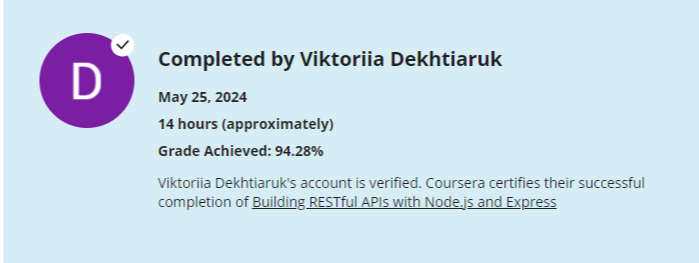 D
Completed by Viktoriia Dekhtiaruk
May 25, 2024
14 hours (approximately)
Grade Achieved: 94.28%
Viktoriia Dekhtiaruk's account is verified. Coursera certifies their successful
completion of Building RESTful APIs with Node.js and Express